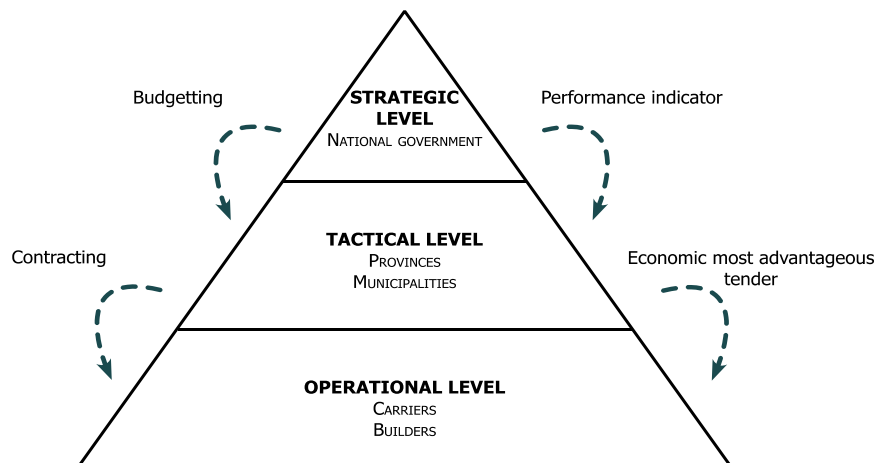 Budgetting
STRATEGIC
LEVEL
National government
Performance indicator
Contracting
TACTICAL LEVEL
Provinces
Municipalities
Economic most advantageous
tender
OPERATIONAL LEVEL
Carriers
Builders